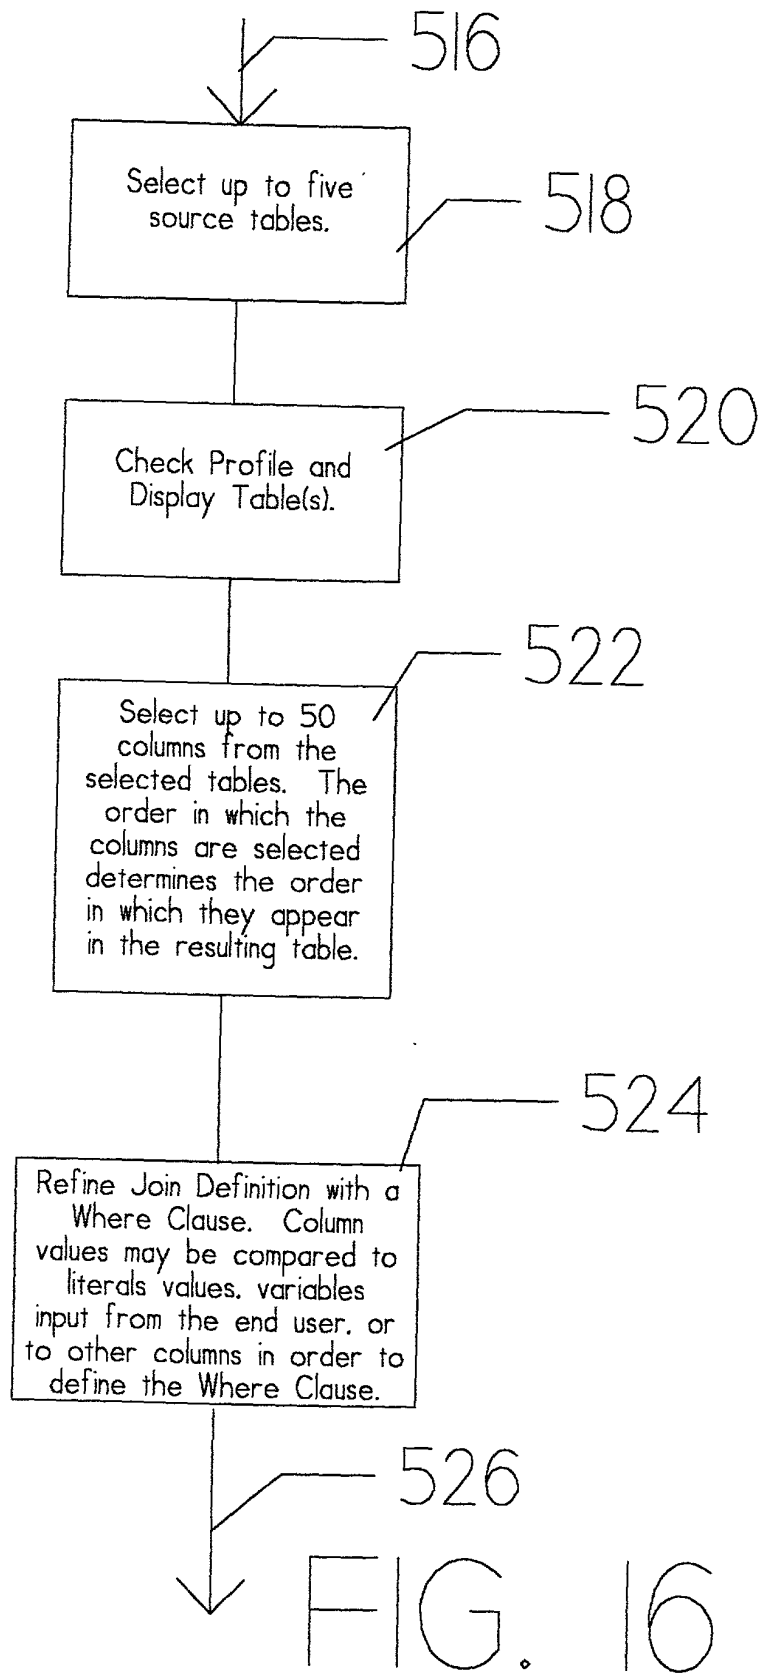 516
Select up to five
source tables.
518
520
Check Profile and
Display Table(s).
522
Select up to 50
columns from the
selected tables. The
order in which the
columns are selected
determines the order
in which they appear
in the resulting table.
524
Refine Join Definition with a
Where Clause. Column
values may be compared to
literals values, variables
input from the end user, or
to other columns in order to
define the Where Clause.
526
FIG. 16